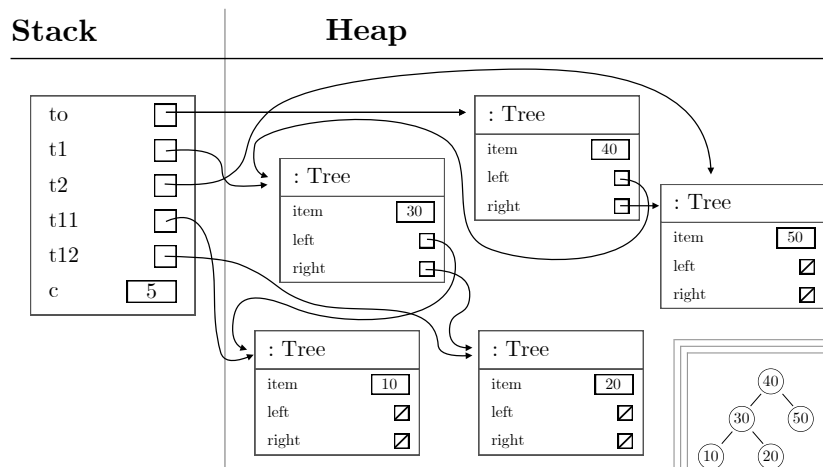 Stack
Heap
to
t1
t2
t11
t12
c 5
: Tree
item 40
left
right
: Tree
item 30
left
right
: Tree
item 50
left
right
: Tree
item 10
left
right
: Tree
item 20
left
right
40
30 50
10 20